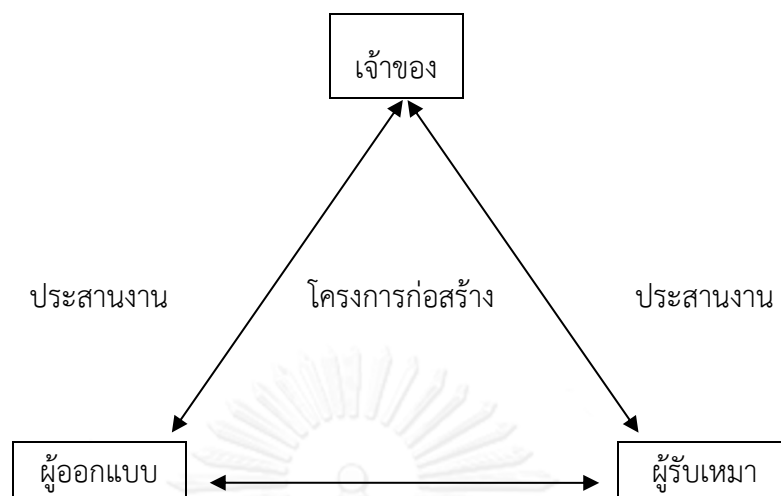 เจ้าของ
ประสานงาน โครงการก่อสร้าง ประสานงาน
ผู้ออกแบบ ผู้รับเหมา